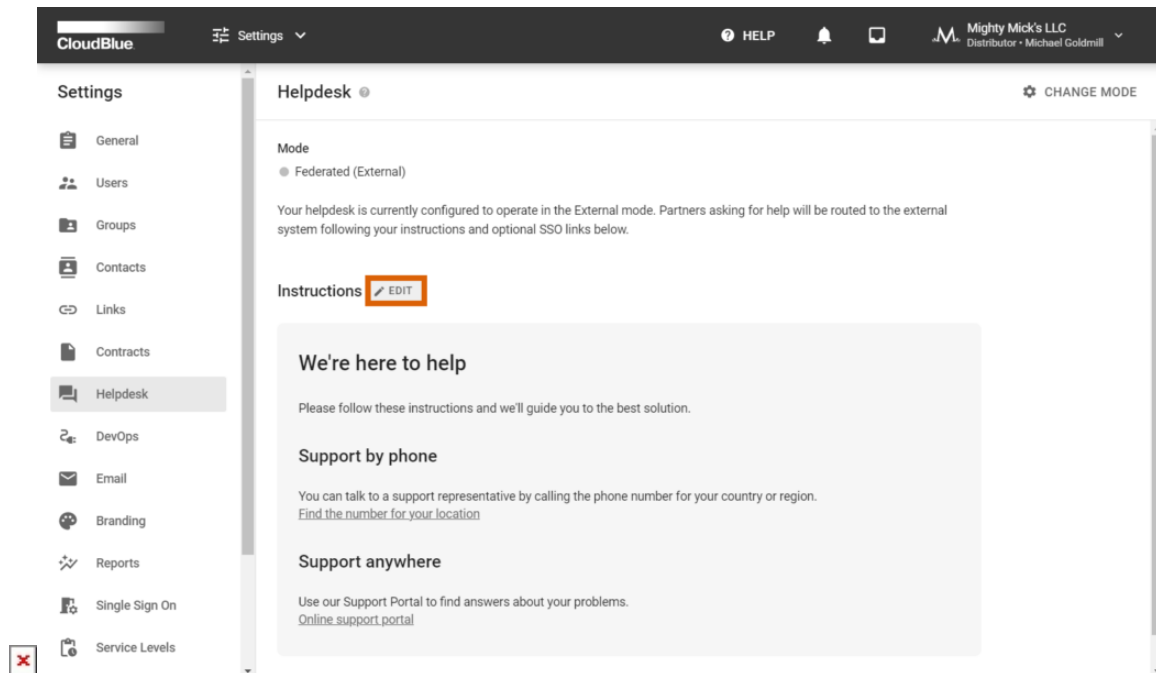 CloudBlue
Settings
HELP
Mighty Mick's LLC
Distributor • Michael Goldmill
Settings
General
Users
Groups
Contacts
Links
Contracts
Helpdesk
DevOps
Email
Branding
Reports
Single Sign On
Service Levels
Helpdesk
CHANGE MODE
Mode
Federated (External)
Your helpdesk is currently configured to operate in the External mode. Partners asking for help will be routed to the external
system following your instructions and optional SSO links below.
Instructions EDIT
We're here to help
Please follow these instructions and we'll guide you to the best solution.
Support by phone
You can talk to a support representative by calling the phone number for your country or region.
Find the number for your location
Support anywhere
Use our Support Portal to find answers about your problems.
Online support portal